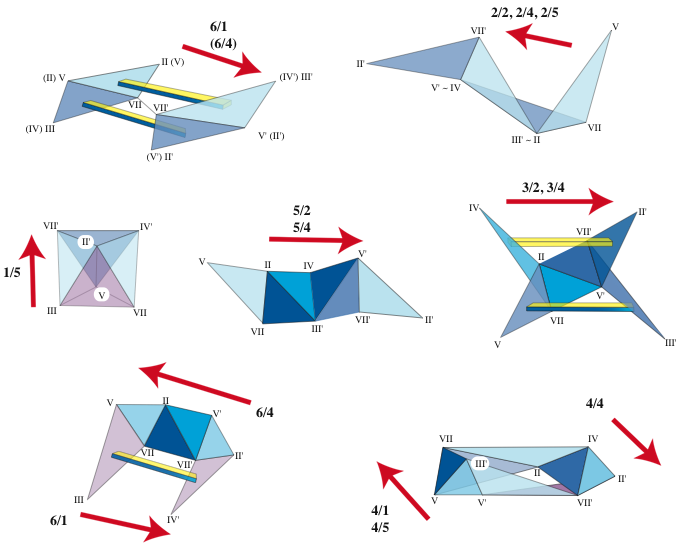 6/1
(6/4)
II (V)
(II) V
(IV') III'
VII
VII'
(IV) III
V' (II')
(V') II'
2/2, 2/4, 2/5
VII'
V
II'
V' ~ IV
VII
III' ~ II
1/5
VII'
IV'
II'
V
III
VII
5/2
5/4
V
II
IV
V'
VII
III'
VII'
II'
3/2, 3/4
IV
II'
VII'
II
V'
VII
V
III'
6/4
V
II
V'
VII
VII'
II'
III
IV'
6/1
4/4
VII
IV
III'
II
II'
V
V'
VII'
4/1
4/5